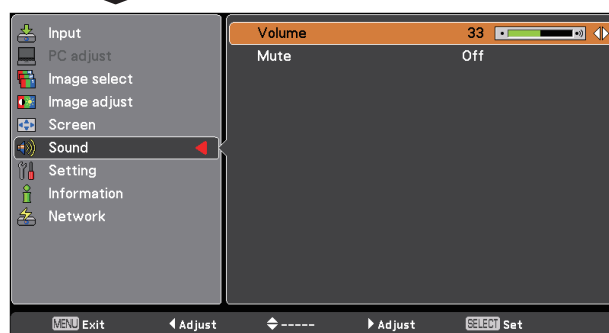 Input
PC adjust
Image select
Image adjust
Screen
Sound
Setting
Information
Network
Volume 33
Mute Off
MENU Exit Adjust ----- Adjust SELECT Set